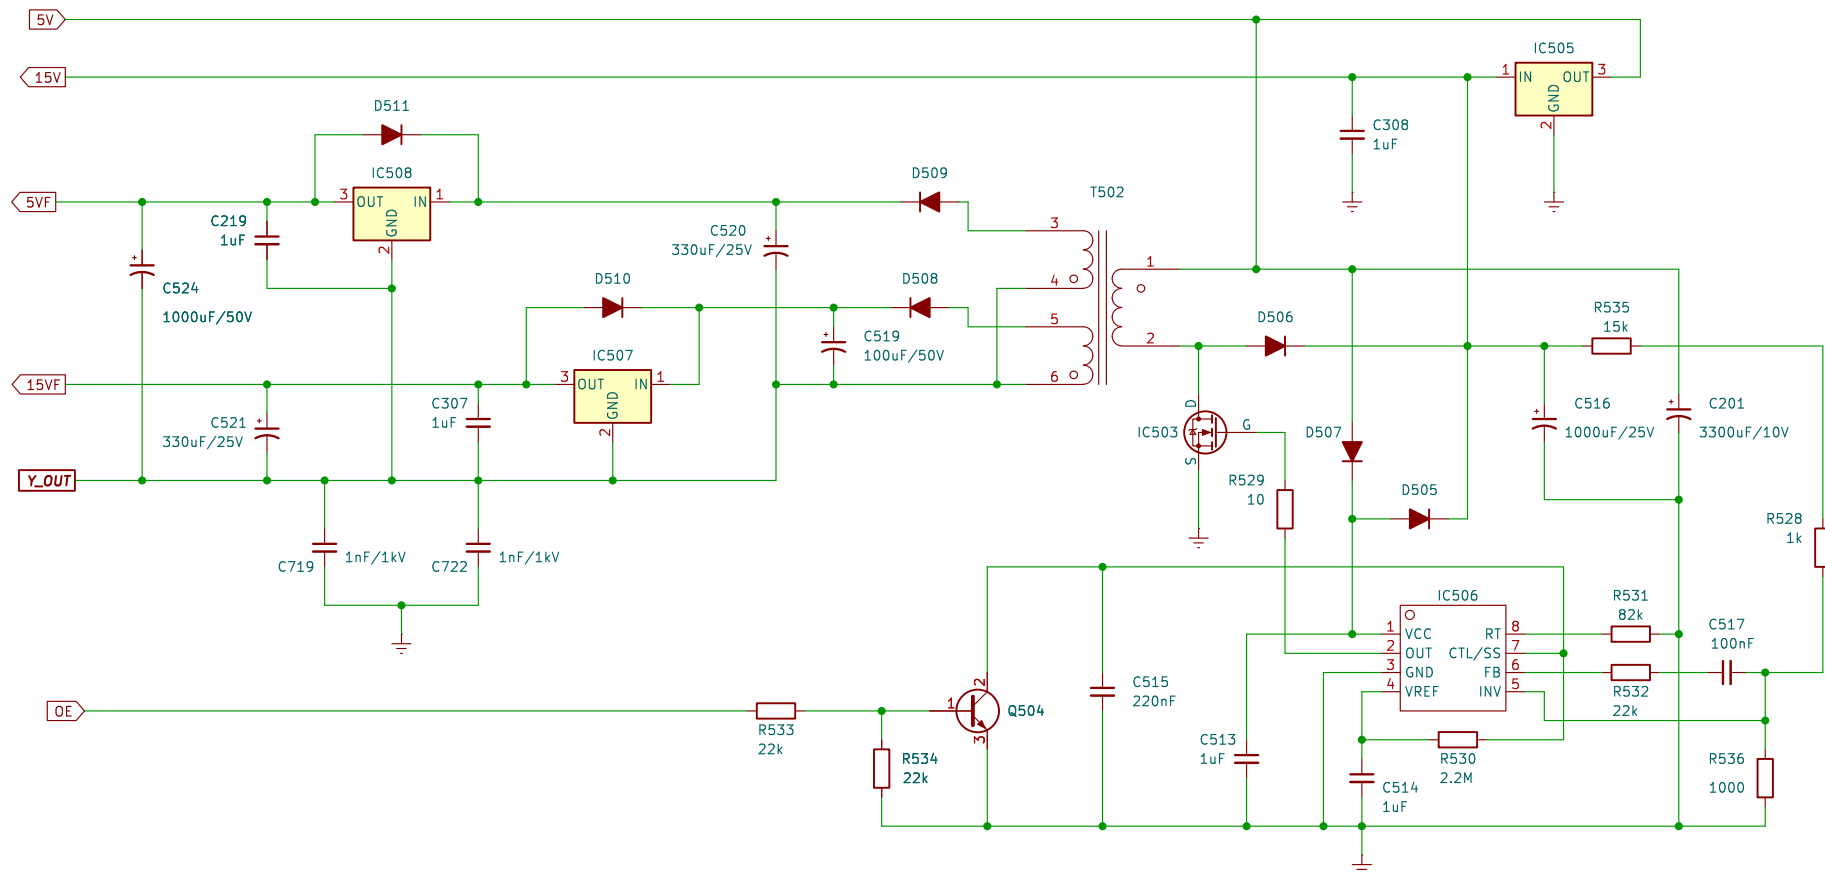 5V
IC505
15V
1 IN OUT 3
GND
2
D511
C308
1uF
IC508
D509
T502
5VF
3 OUT IN 1
GND
2
C219
1uF
C520
330uF/25V
3
4
1
C524
1000uF/50V
D510
D508
R535
15k
5
D506
2
C519
100uF/50V
IC507
15VF
3 OUT IN 1
GND
2
6
C307
1uF
C521
330uF/25V
D
IC503
G
S
D507
C516
1000uF/25V
C201
3300uF/10V
Y_OUT
R529
10
D505
R528
1k
C719
1nF/1kV
C722
1nF/1kV
IC506
R531
82k
1 VCC RT 8
2 OUT CTL/SS 7
3 GND FB 6
4 VREF INV 5
C517
100nF
R532
22k
OE
R533
22k
2
1
3
Q504
C515
220nF
R534
22k
C513
1uF
R530
2.2M
C514
1uF
R536
1000